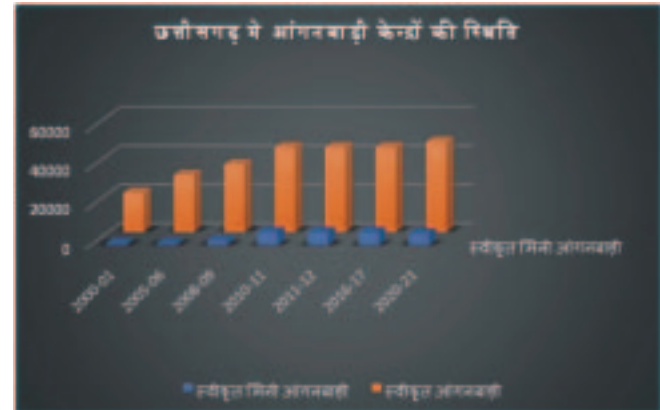 छत्तीसगढ़ मे आंगनबाड़ी केन्द्रों की स्थिति
60000
40000
20000
0
स्वीकृत मिनी आंगनबाड़ी
2000-01
2005-06
2008-09
2010-11
2011-12
2016-17
2020-21
स्वीकृत मिनी आंगनबाड़ी
स्वीकृत आंगनबाड़ी